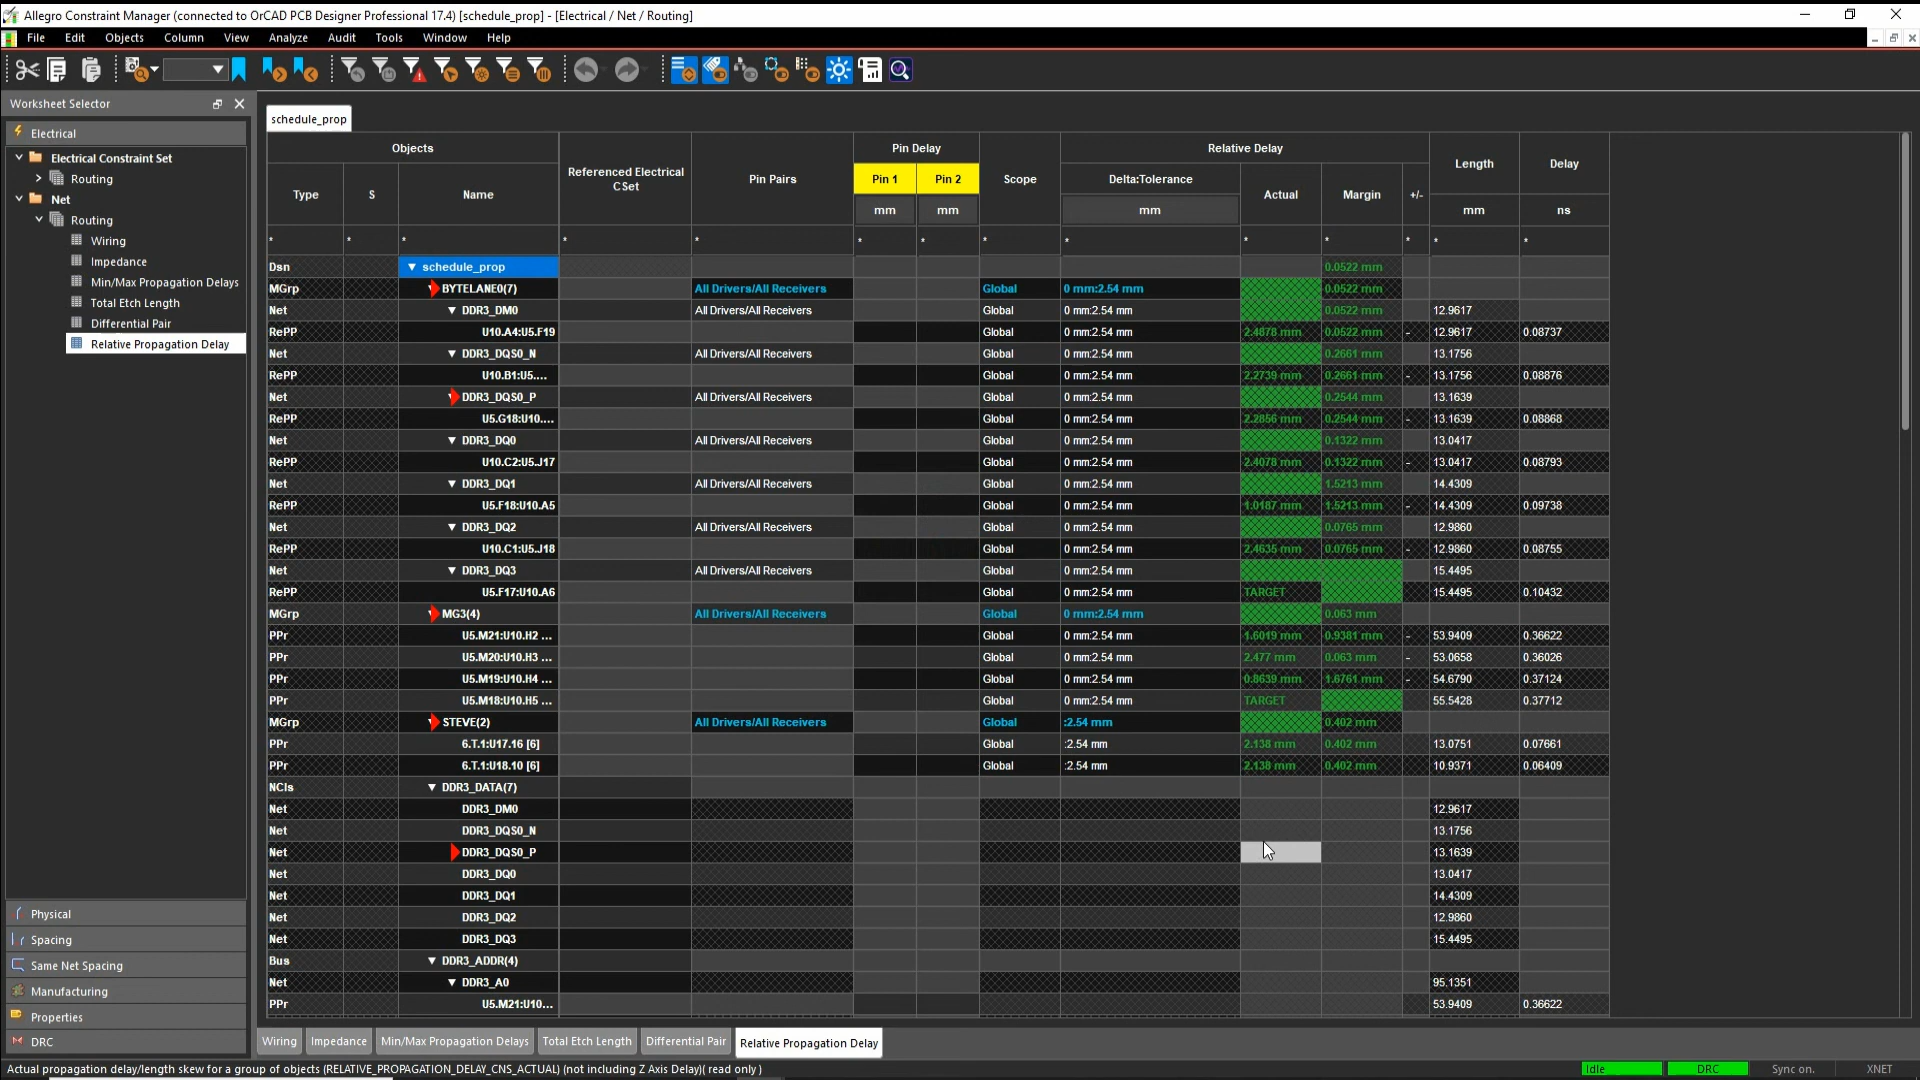 Allegro Constraint Manager (connected to OrCAD PCB Designer Professional 17.4) [schedule_prop] - [Electrical / Net / Routing]
File Edit Objects Column View Analyze Audit Tools Window Help
Worksheet Selector
Electrical
Electrical Constraint Set
Routing
Net
Routing
Wiring
Impedance
Min/Max Propagation Delays
Total Etch Length
Differential Pair
Relative Propagation Delay
Physical
Spacing
Same Net Spacing
Manufacturing
Properties
DRC
schedule_prop
Objects Referenced Electrical CSet Pin Pairs Pin Delay Scope Relative Delay Length Delay
Type S Name Pin 1 Pin 2 Delta:Tolerance Actual Margin +/-
mm mm mm mm ns
* * * * * * * * * * * * * *
Dsn schedule_prop 0.0522 mm
MGrp BYTELANE0(7) All Drivers/All Receivers Global 0 mm:2.54 mm 0.0522 mm
Net DDR3_DM0 All Drivers/All Receivers Global 0 mm:2.54 mm 0.0522 mm 12.9617
RePP U10.A4:U5.F19 Global 0 mm:2.54 mm 2.4878 mm 0.0522 mm - 12.9617 0.08737
Net DDR3_DQS0_N All Drivers/All Receivers Global 0 mm:2.54 mm 0.2661 mm 13.1756
RePP U10.B1:U5.... Global 0 mm:2.54 mm 2.2739 mm 0.2661 mm - 13.1756 0.08876
Net DDR3_DQS0_P All Drivers/All Receivers Global 0 mm:2.54 mm 0.2544 mm 13.1639
RePP U5.G18:U10.... Global 0 mm:2.54 mm 2.2856 mm 0.2544 mm - 13.1639 0.08868
Net DDR3_DQ0 All Drivers/All Receivers Global 0 mm:2.54 mm 0.1322 mm 13.0417
RePP U10.C2:U5.J17 Global 0 mm:2.54 mm 2.4078 mm 0.1322 mm - 13.0417 0.08793
Net DDR3_DQ1 All Drivers/All Receivers Global 0 mm:2.54 mm 1.5213 mm 14.4309
RePP U5.F18:U10.A5 Global 0 mm:2.54 mm 1.0187 mm 1.5213 mm - 14.4309 0.09738
Net DDR3_DQ2 All Drivers/All Receivers Global 0 mm:2.54 mm 0.0765 mm 12.9860
RePP U10.C1:U5.J18 Global 0 mm:2.54 mm 2.4635 mm 0.0765 mm - 12.9860 0.08755
Net DDR3_DQ3 All Drivers/All Receivers Global 0 mm:2.54 mm 15.4495
RePP U5.F17:U10.A6 Global 0 mm:2.54 mm TARGET 15.4495 0.10432
MGrp MG3(4) All Drivers/All Receivers Global 0 mm:2.54 mm 0.063 mm
PPr U5.M21:U10.H2 ... Global 0 mm:2.54 mm 1.6019 mm 0.9381 mm - 53.9409 0.36622
PPr U5.M20:U10.H3 ... Global 0 mm:2.54 mm 2.477 mm 0.063 mm - 53.0658 0.36026
PPr U5.M19:U10.H4 ... Global 0 mm:2.54 mm 0.8639 mm 1.6761 mm - 54.6790 0.37124
PPr U5.M18:U10.H5 ... Global 0 mm:2.54 mm TARGET 55.5428 0.37712
MGrp STEVE(2) All Drivers/All Receivers Global :2.54 mm 0.402 mm
PPr 6.T.1:U17.16 [6] Global :2.54 mm 2.138 mm 0.402 mm 13.0751 0.07661
PPr 6.T.1:U18.10 [6] Global :2.54 mm 2.138 mm 0.402 mm 10.9371 0.06409
NCls DDR3_DATA(7)
Net DDR3_DM0 12.9617
Net DDR3_DQS0_N 13.1756
Net DDR3_DQS0_P 13.1639
Net DDR3_DQ0 13.0417
Net DDR3_DQ1 14.4309
Net DDR3_DQ2 12.9860
Net DDR3_DQ3 15.4495
Bus DDR3_ADDR(4)
Net DDR3_A0 95.1351
PPr U5.M21:U10... 53.9409 0.36622
Wiring Impedance Min/Max Propagation Delays Total Etch Length Differential Pair Relative Propagation Delay
Actual propagation delay/length skew for a group of objects (RELATIVE_PROPAGATION_DELAY_CNS_ACTUAL) (not including Z Axis Delay)( read only ) Idle DRC Sync on. XNET